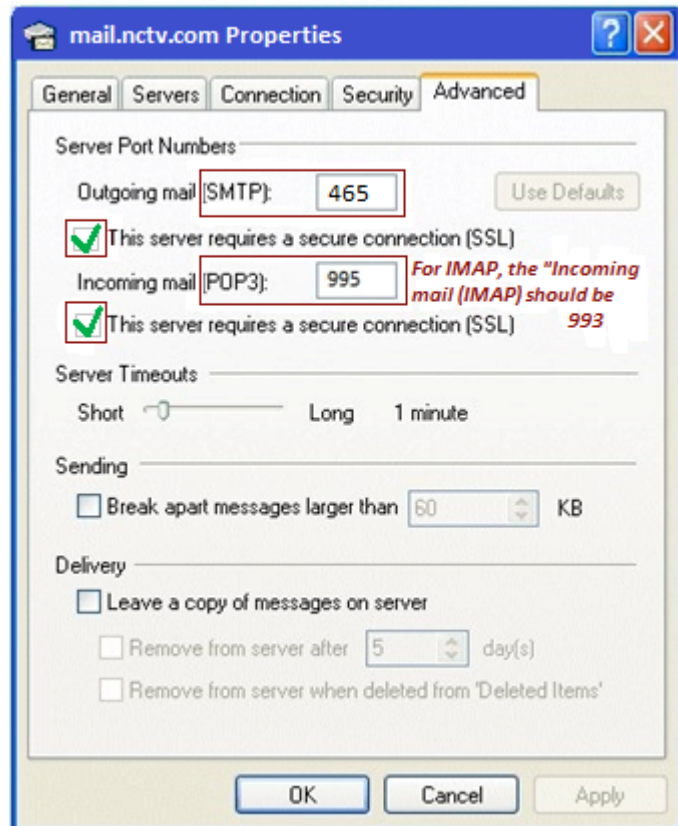 mail.nctv.com Properties
General Servers Connection Security Advanced
Server Port Numbers
Outgoing mail (SMTP): 465 Use Defaults
This server requires a secure connection (SSL)
Incoming mail (POP3): 995
For IMAP, the "Incoming
mail (IMAP) should be
993
This server requires a secure connection (SSL)
Server Timeouts
Short Long 1 minute
Sending
Break apart messages larger than 60 KB
Delivery
Leave a copy of messages on server
Remove from server after 5 day(s)
Remove from server when deleted from 'Deleted Items'
OK Cancel Apply